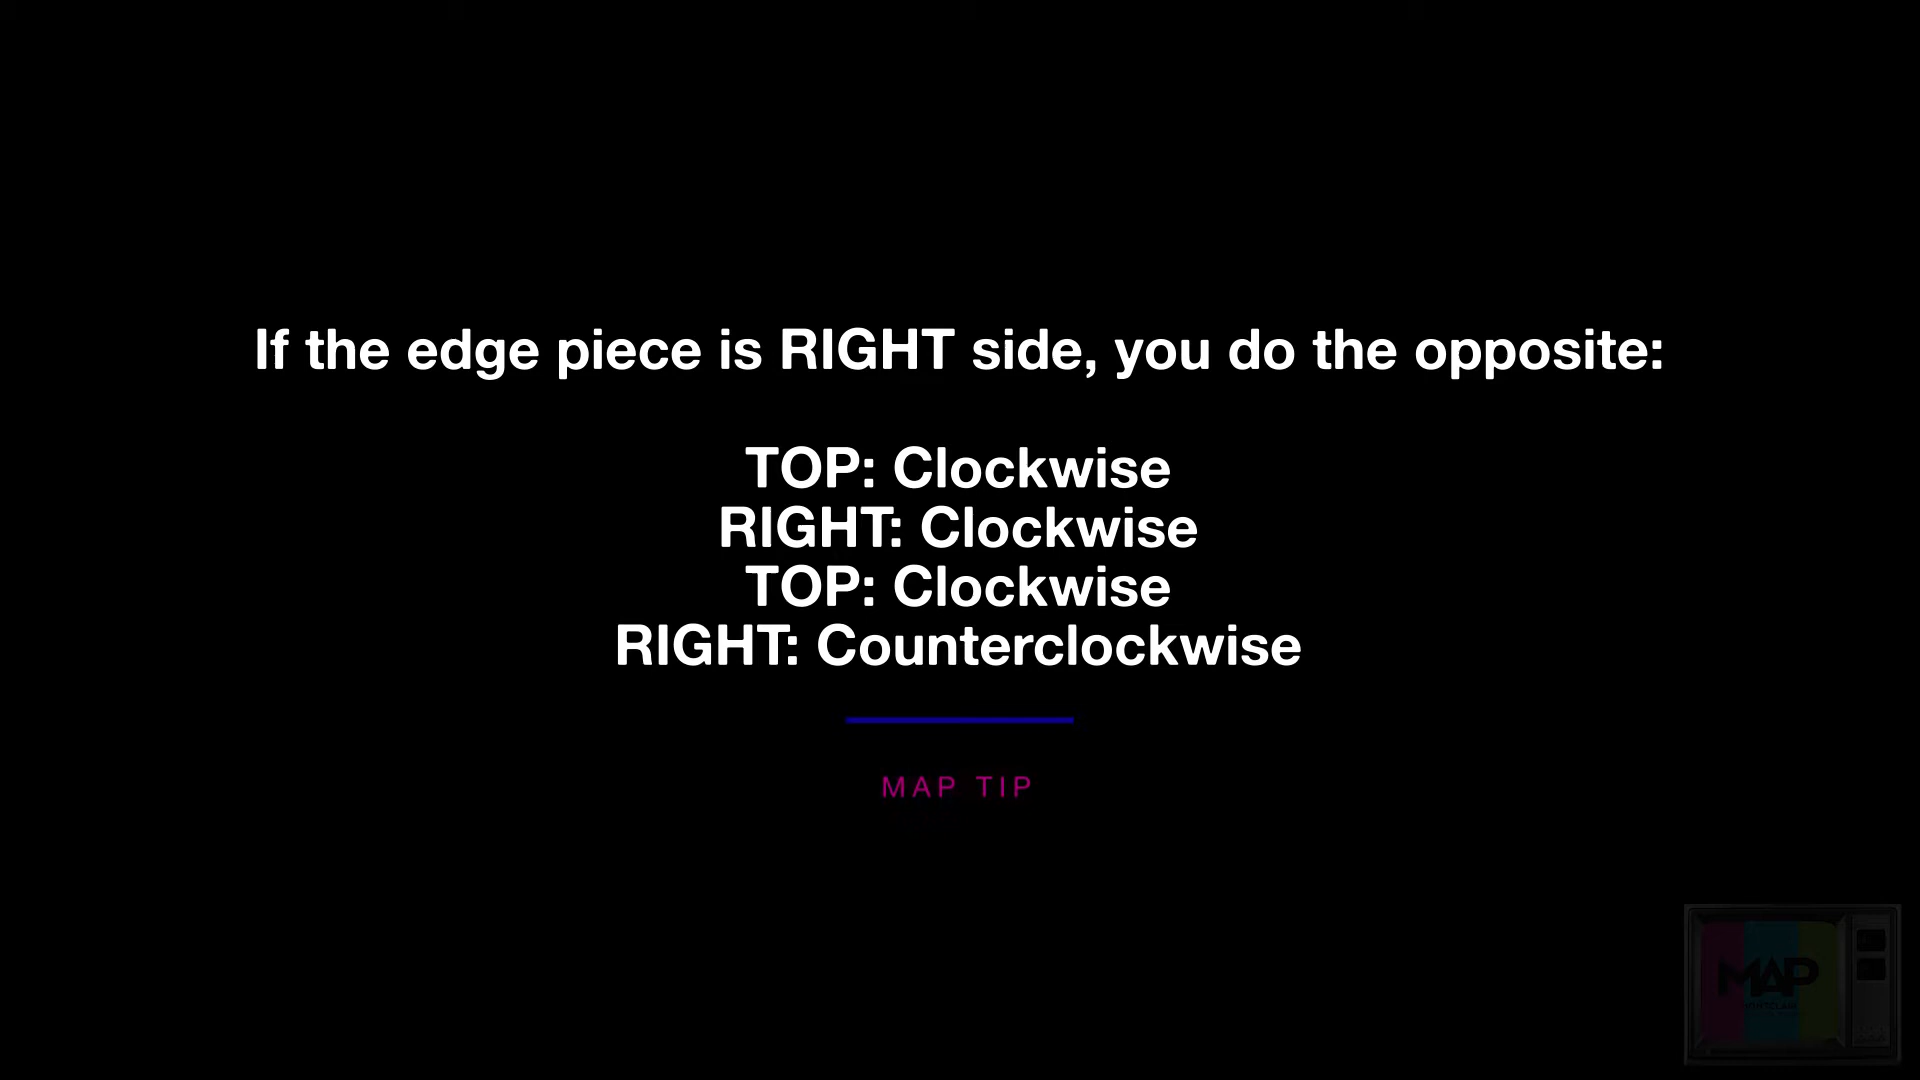 If the edge piece is RIGHT side, you do the opposite:
TOP: Clockwise
RIGHT: Clockwise
TOP: Clockwise
RIGHT: Counterclockwise
MAP TIP
MAP